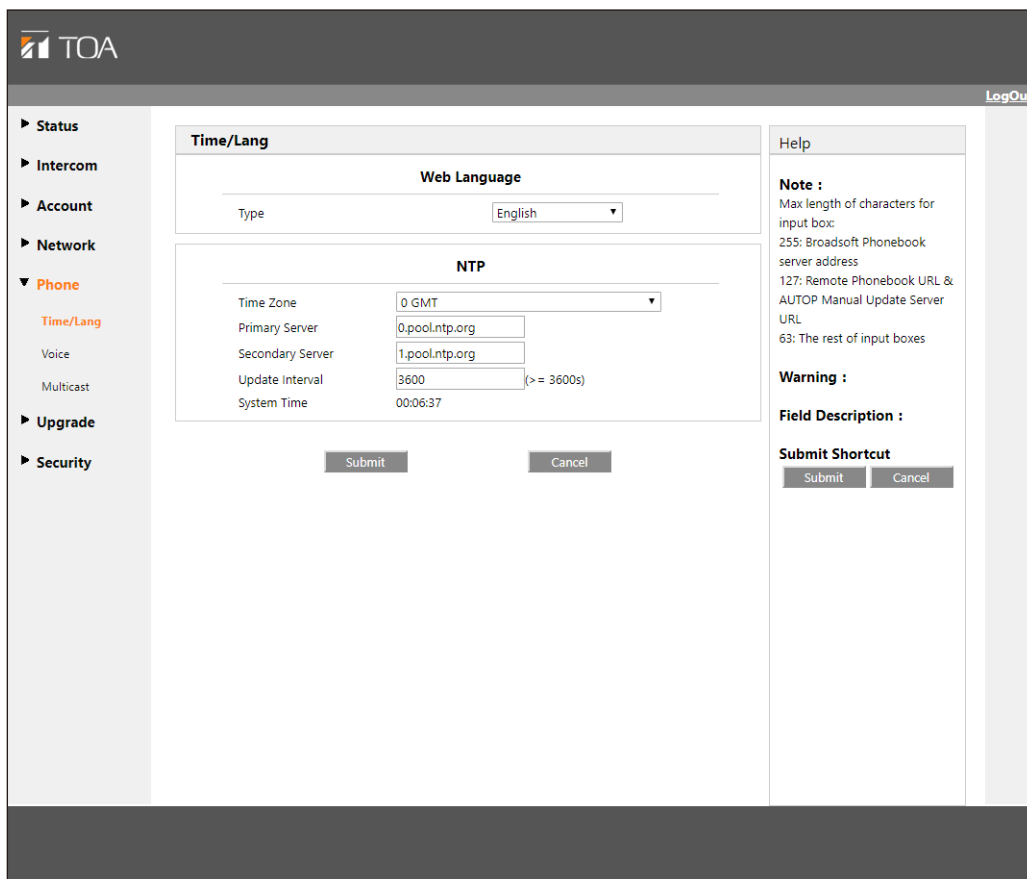 TOA
LogOu
Status
Intercom
Account
Network
Phone
Time/Lang
Voice
Multicast
Upgrade
Security
Time/Lang
Web Language
Type English
NTP
Time Zone 0 GMT
Primary Server 0.pool.ntp.org
Secondary Server 1.pool.ntp.org
Update Interval 3600 (>= 3600s)
System Time 00:06:37
Submit Cancel
Help
Note :
Max length of characters for
input box:
255: Broadsoft Phonebook
server address
127: Remote Phonebook URL &
AUTOP Manual Update Server
URL
63: The rest of input boxes
Warning :
Field Description :
Submit Shortcut
Submit Cancel